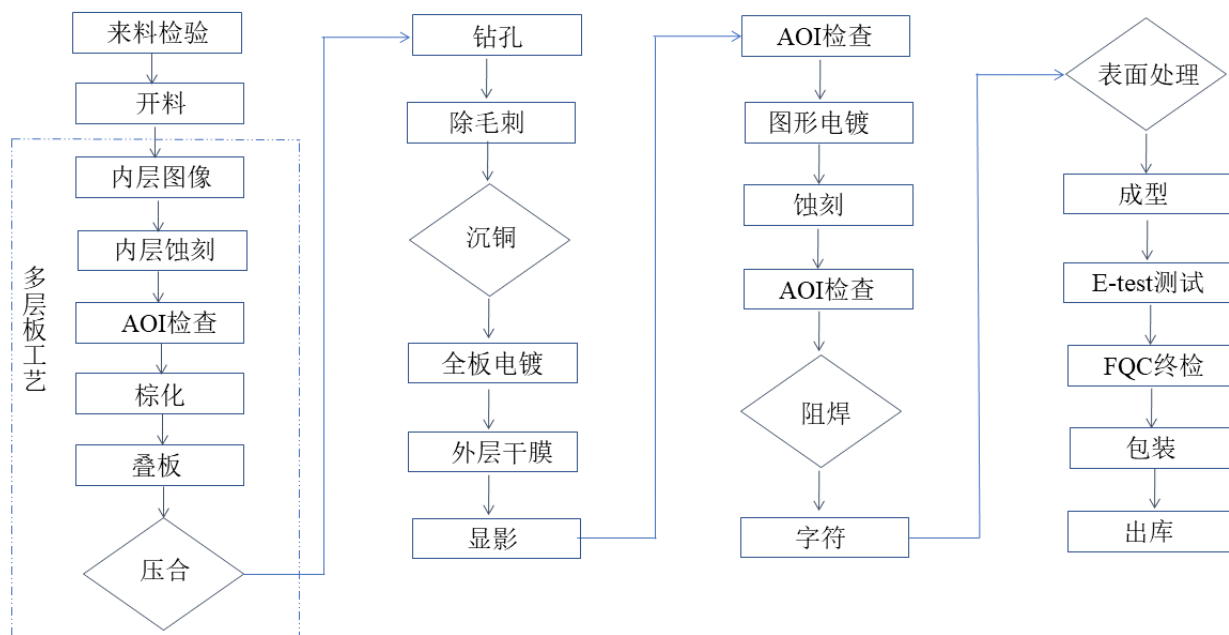 来料检验
开料
多层板工艺
内层图像
内层蚀刻
AOI检查
棕化
叠板
压合
钻孔
除毛刺
沉铜
全板电镀
外层干膜
显影
AOI检查
图形电镀
蚀刻
AOI检查
阻焊
字符
表面处理
成型
E-test测试
FQC终检
包装
出库